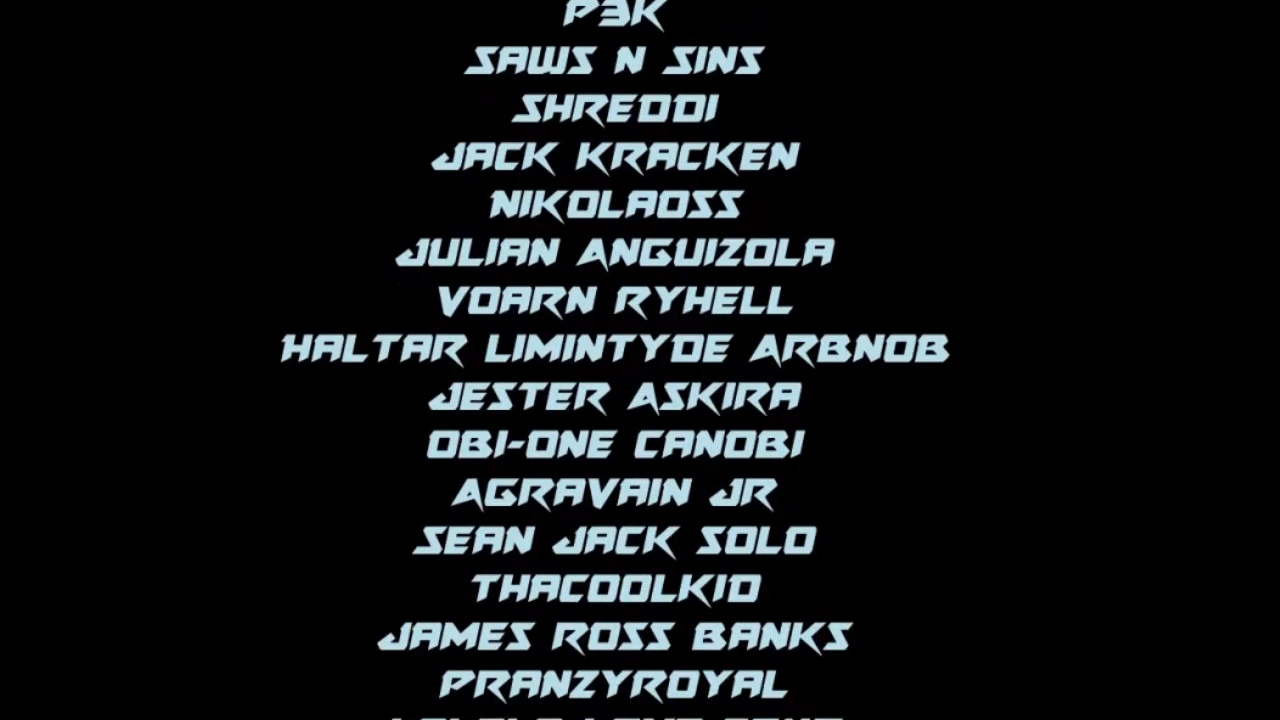 P3K
SAWS N SINS
SHREDDI
JACK KRACKEN
NIKOLAOSS
JULIAN ANGUIZOLA
VOARN RYHELL
HALTAR LIMINTYDE ARBNOB
JESTER ASKIRA
OBI-ONE CANOBI
AGRAVAIN JR
SEAN JACK SOLO
THACOOLKID
JAMES ROSS BANKS
PRANZYROYAL